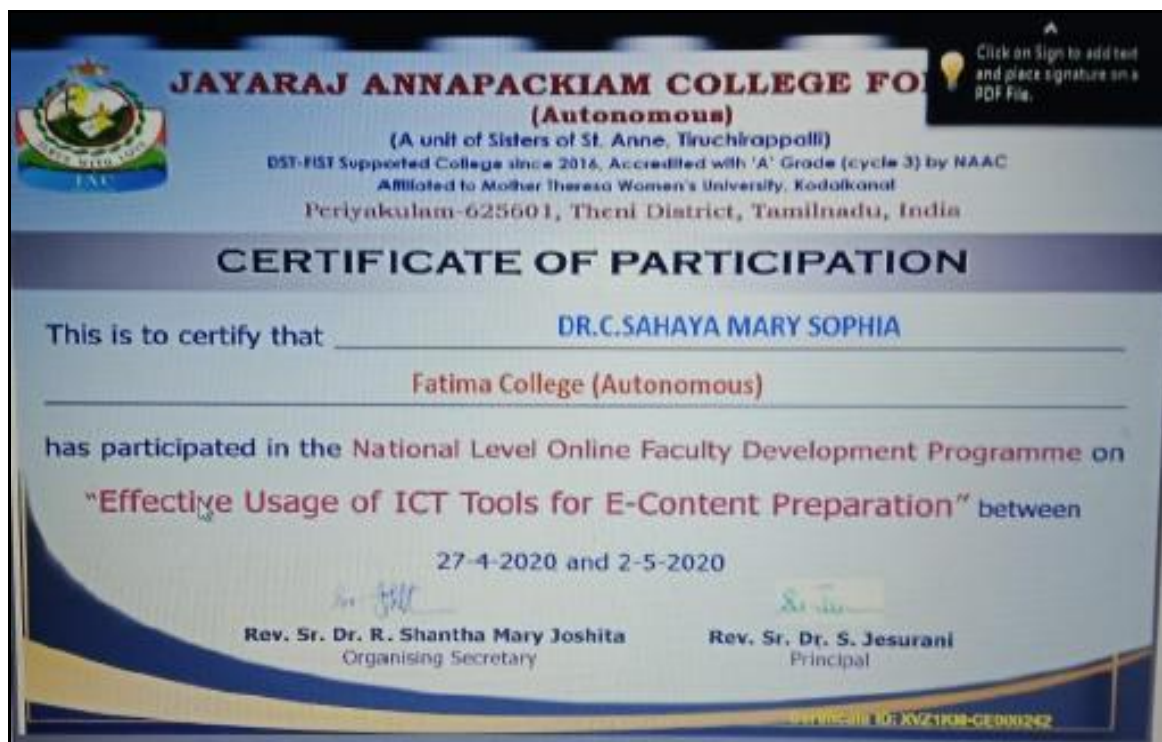 Click on Sign to add text
and place signature on a
PDF File.
JAYARAJ ANNAPACKIAM COLLEGE FO
(Autonomous)
(A unit of Sisters of St. Anne, Tiruchirappalli)
DST-FIST Supported College since 2016, Accredited with 'A' Grade (cycle 3) by NAAC
Affiliated to Mother Theresa Women's University, Kodaikanal
Periyakulam-625601, Theni District, Tamilnadu, India
CERTIFICATE OF PARTICIPATION
This is to certify that DR.C.SAHAYA MARY SOPHIA
Fatima College (Autonomous)
has participated in the National Level Online Faculty Development Programme on
"Effective Usage of ICT Tools for E-Content Preparation" between
27-4-2020 and 2-5-2020
Rev. Sr. Dr. R. Shantha Mary Joshita Rev. Sr. Dr. S. Jesurani
Organising Secretary Principal
Certificate ID: XVZ1KM-CE000242